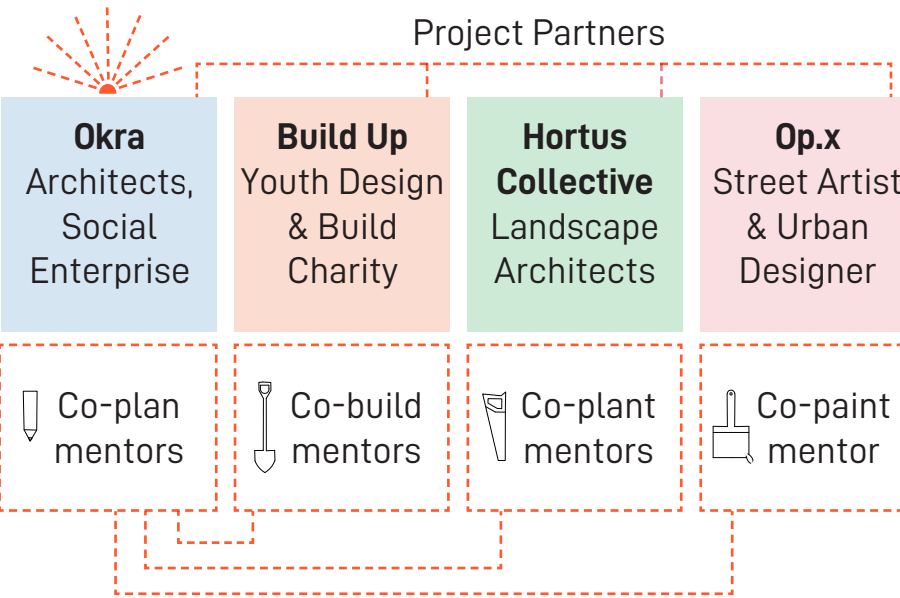 Project Partners
Okra
Architects,
Social
Enterprise
Build Up
Youth Design
& Build
Charity
Hortus
Collective
Landscape
Architects
Op.x
Street Artist
& Urban
Designer
Co-plan
mentors
Co-build
mentors
Co-plant
mentors
Co-paint
mentor